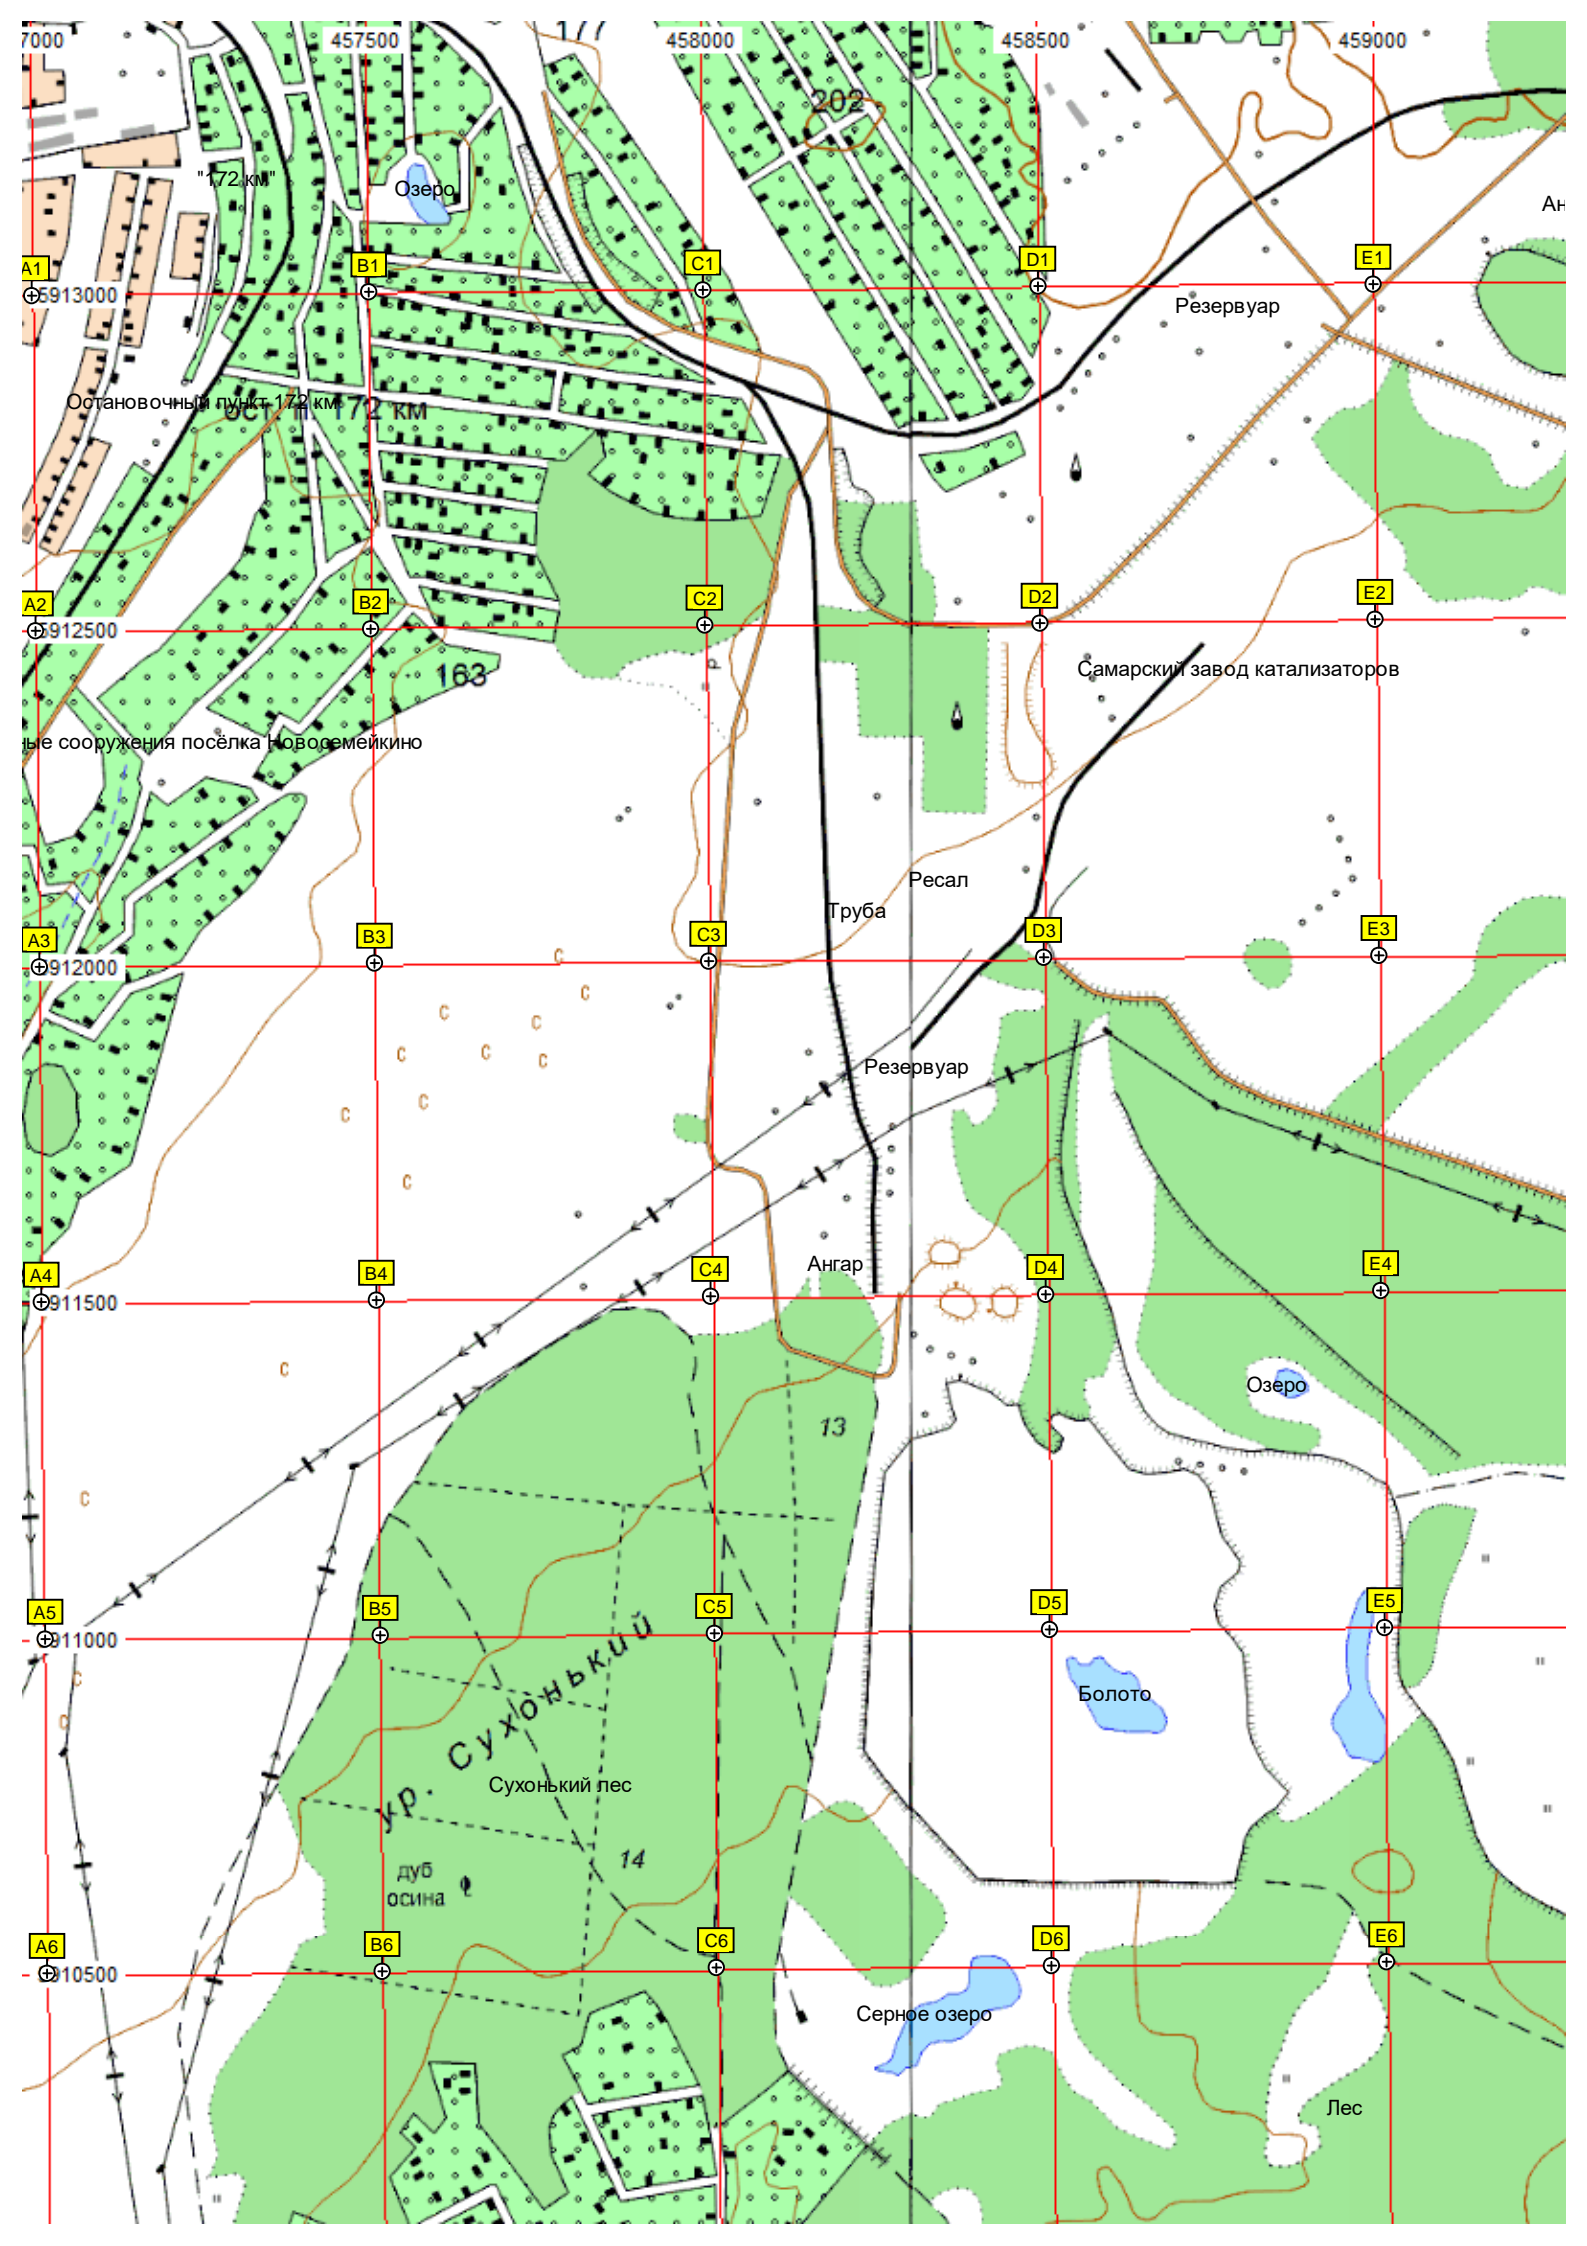 7000 457500 458000 458500 459000
177
202
"172 км"
Озеро
Ан
A1 B1 C1 D1 E1
5913000
Резервуар
Остановочный пункт 172 км
ост. п. 172 км
A2 B2 C2 D2 E2
5912500
163
Самарский завод катализаторов
ные сооружения посёлка Новосемейкино
Ресал
Труба
A3 B3 C3 D3 E3
912000
Резервуар
Ангар
A4 B4 C4 D4 E4
911500
Озеро
13
A5 B5 C5 D5 E5
911000
ур. Сухонький
Болото
Сухонький лес
14
дуб
осина
A6 B6 C6 D6 E6
910500
Серное озеро
Лес